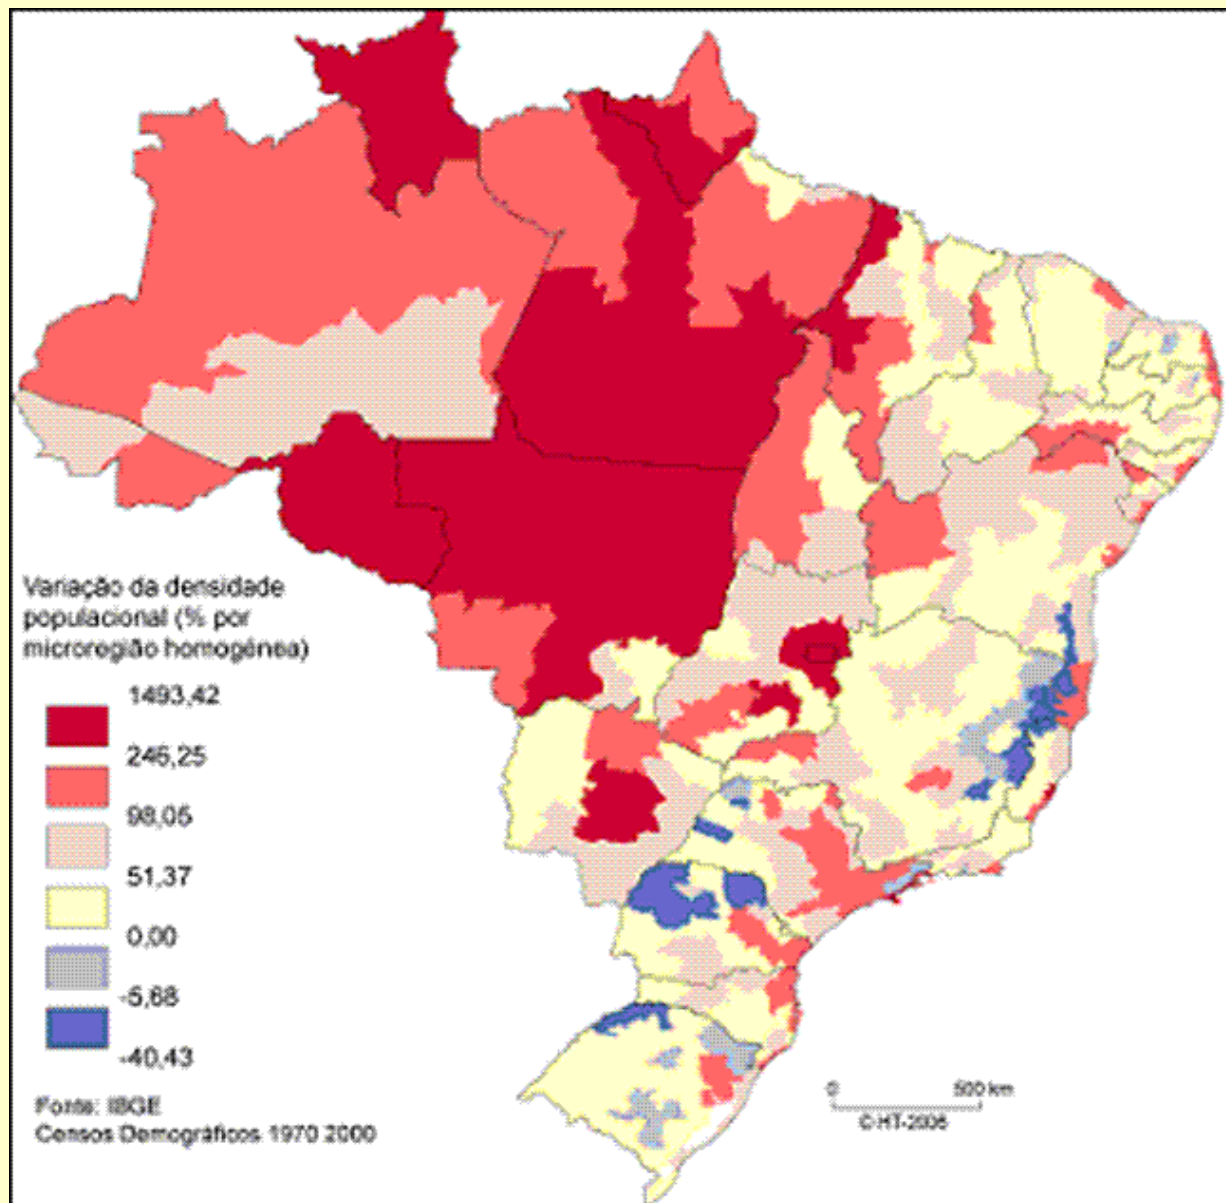 Variação da densidade
populacional (% por
microregião homogénea)
1493,42
246,25
98,05
51,37
0,00
-5,68
-40,43
Fonte: IBGE
Censos Demográficos 1970 2000
0 500 km
© HT-2006